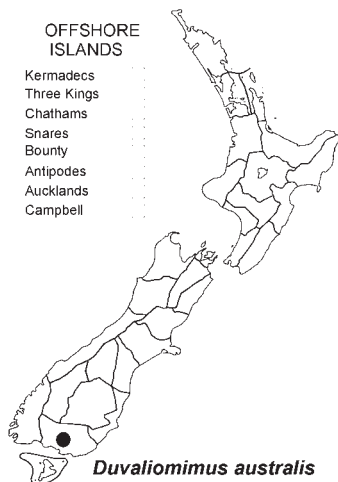 OFFSHORE
ISLANDS
Kermadecs
Three Kings
Chathams
Snares
Bounty
Antipodes
Aucklands
Campbell
Duvaliomimus australis